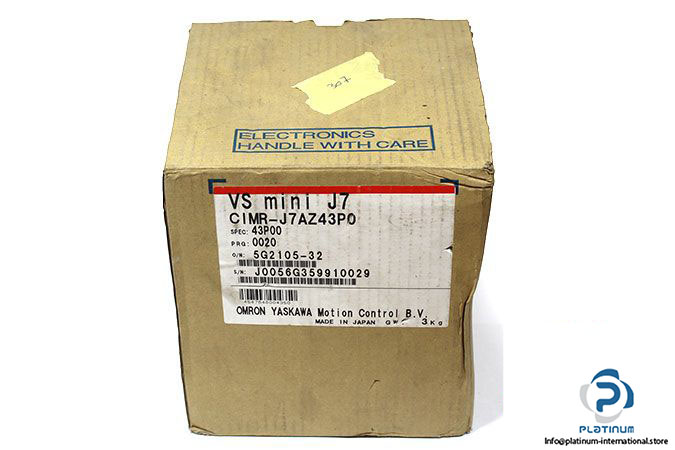 ELECTRONICS
HANDLE WITH CARE
VS mini J7
CIMR-J7AZ43P0
SPEC: 43P00
PRG: 0020
O/N: 5G2105-32
S/N: J0056G359910029
OMRON YASKAWA Motion Control B.V.
MADE IN JAPAN 3Kg
PLATINUM
info@platinum-international.store